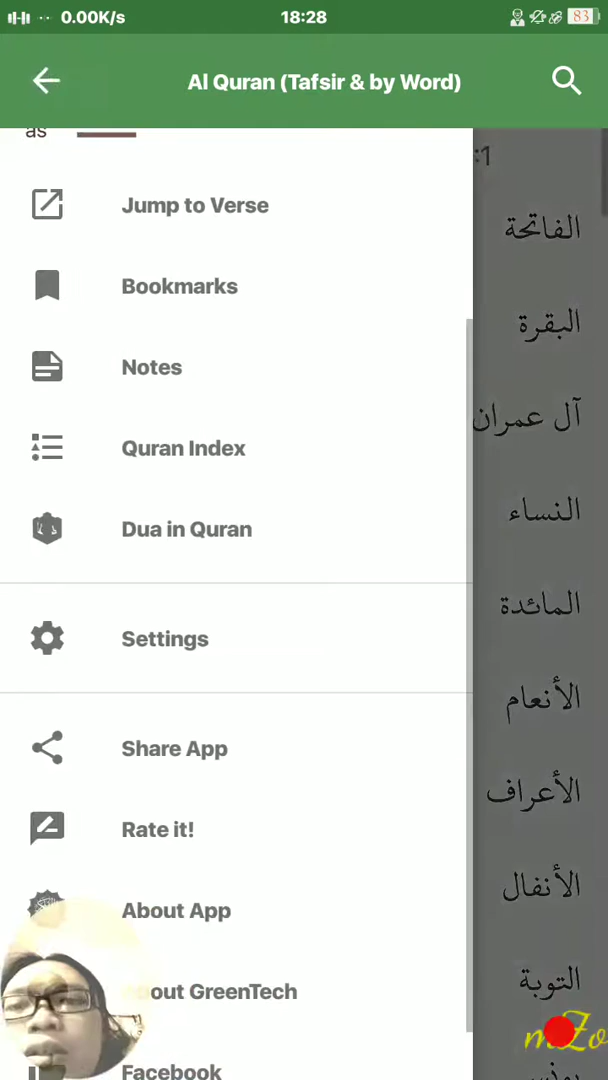 0.00K/s 18:28 83
Al Quran (Tafsir & by Word)
as
:1
Jump to Verse
الفاتحة
Bookmarks
البقرة
Notes
آل عمران
Quran Index
النساء
Dua in Quran
المائدة
Settings
الأنعام
Share App
الأعراف
Rate it!
الأنفال
About App
التوبة
out GreenTech
Facebook